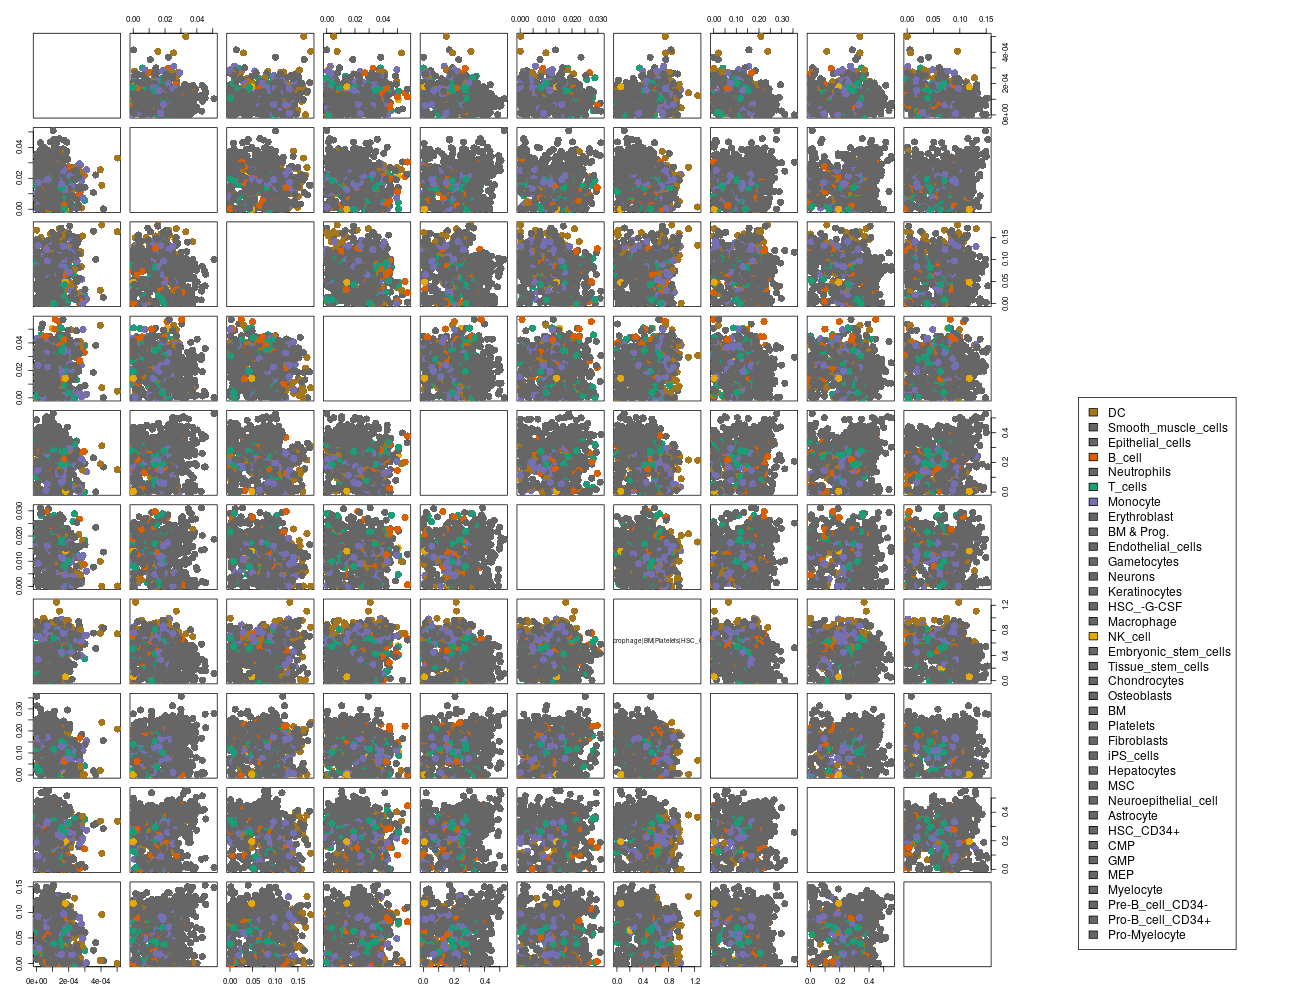 0.00 0.02 0.04 0.00 0.02 0.04 0.000 0.010 0.020 0.030 0.00 0.10 0.20 0.30 0.00 0.05 0.10 0.15
0e+00 2e-04 4e-04
0.00 0.02 0.04
0.00 0.05 0.10 0.15
0.00 0.02 0.04
0.0 0.2 0.4
0.000 0.010 0.020 0.030
rophage|BM|Platelets|HSC_
0.0 0.4 0.8 1.2
0.00 0.10 0.20 0.30
0.0 0.2 0.4
0.00 0.05 0.10 0.15
0e+00 2e-04 4e-04 0.00 0.05 0.10 0.15 0.0 0.2 0.4 0.0 0.4 0.8 1.2 0.0 0.2 0.4
DC
Smooth_muscle_cells
Epithelial_cells
B_cell
Neutrophils
T_cells
Monocyte
Erythroblast
BM & Prog.
Endothelial_cells
Gametocytes
Neurons
Keratinocytes
HSC_-G-CSF
Macrophage
NK_cell
Embryonic_stem_cells
Tissue_stem_cells
Chondrocytes
Osteoblasts
BM
Platelets
Fibroblasts
iPS_cells
Hepatocytes
MSC
Neuroepithelial_cell
Astrocyte
HSC_CD34+
CMP
GMP
MEP
Myelocyte
Pre-B_cell_CD34-
Pro-B_cell_CD34+
Pro-Myelocyte